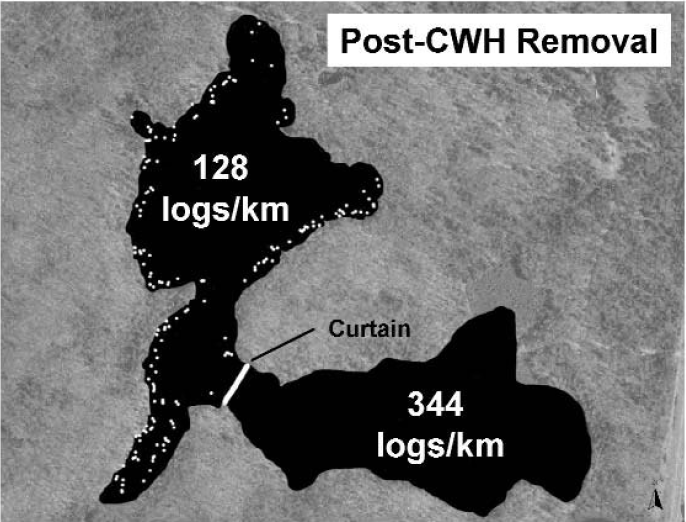 Post-CWH Removal
128
logs/km
Curtain
344
logs/km